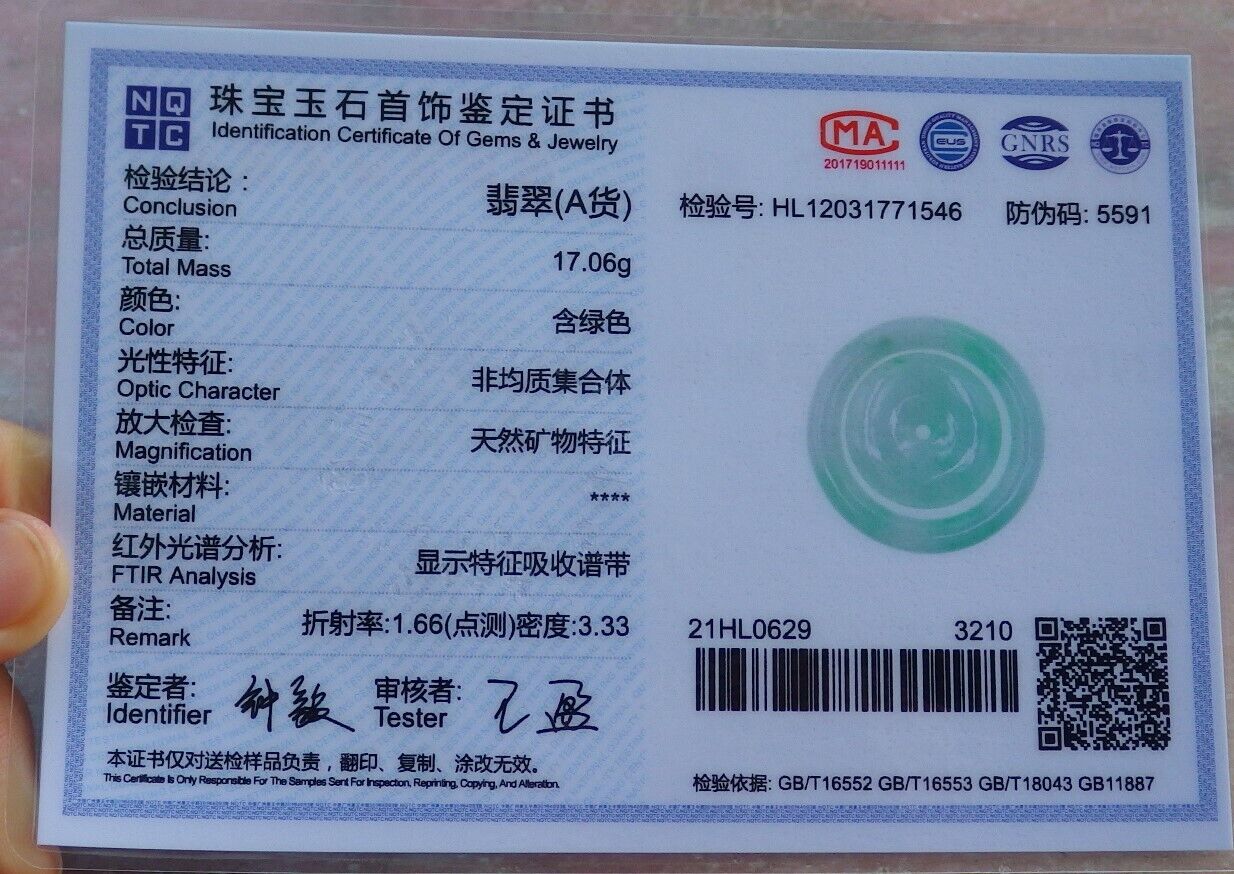 NQ
TC
珠宝玉石首饰鉴定证书
Identification Certificate Of Gems & Jewelry
检验结论：
Conclusion
翡翠(A货)
总质量:
Total Mass
17.06g
颜色:
Color
含绿色
光性特征:
Optic Character
非均质集合体
放大检查:
Magnification
天然矿物特征
镶嵌材料:
Material
****
红外光谱分析:
FTIR Analysis
显示特征吸收谱带
备注:
Remark
折射率:1.66(点测)密度:3.33
鉴定者:
Identifier
审核者:
Tester
本证书仅对送检样品负责，翻印、复制、涂改无效。
This Certificate Is Only Responsible For The Samples Sent For Inspection, Reprinting, Copying, And Alteration.
MA
201719011111
EUS
GNRS
检验号: HL12031771546 防伪码: 5591
21HL0629 3210
检验依据: GB/T16552 GB/T16553 GB/T18043 GB11887